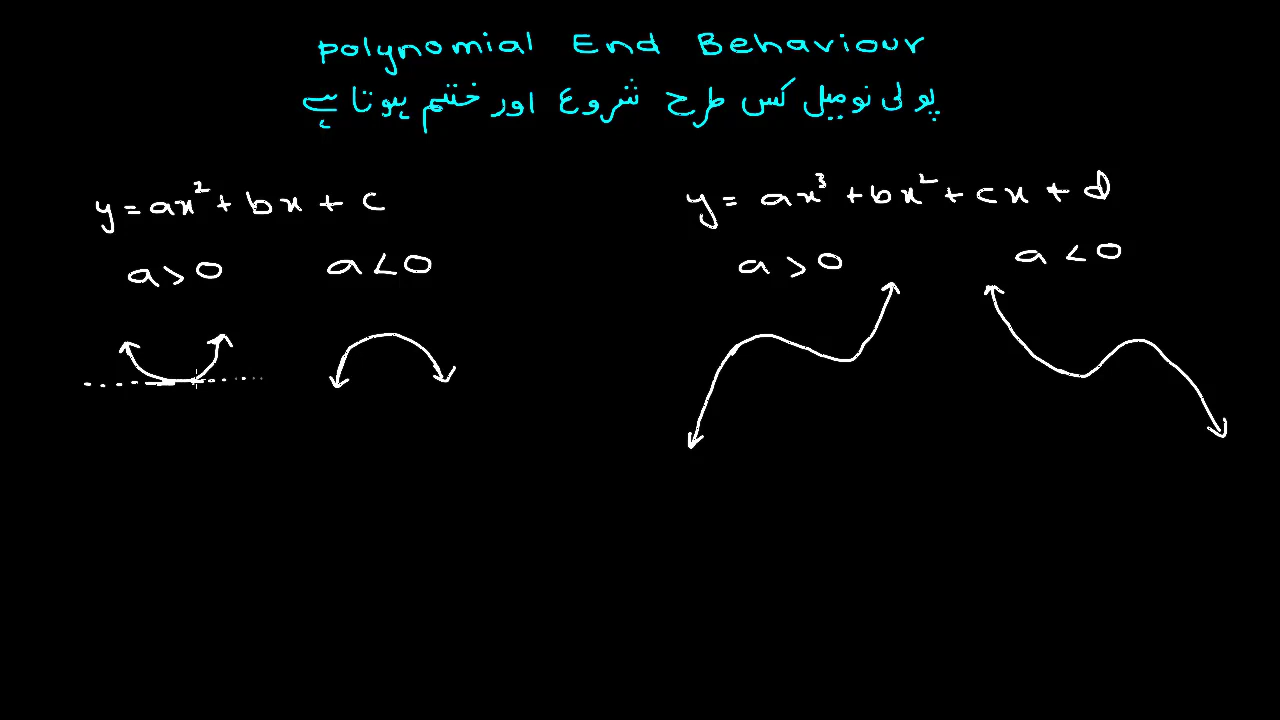 Polynomial End Behaviour
پولی نومیل کس طرح شروع اور ختم ہوتا ہے
y = ax² + bx + c
a > 0 a < 0
y = ax³ + bx² + cx + d
a > 0 a < 0